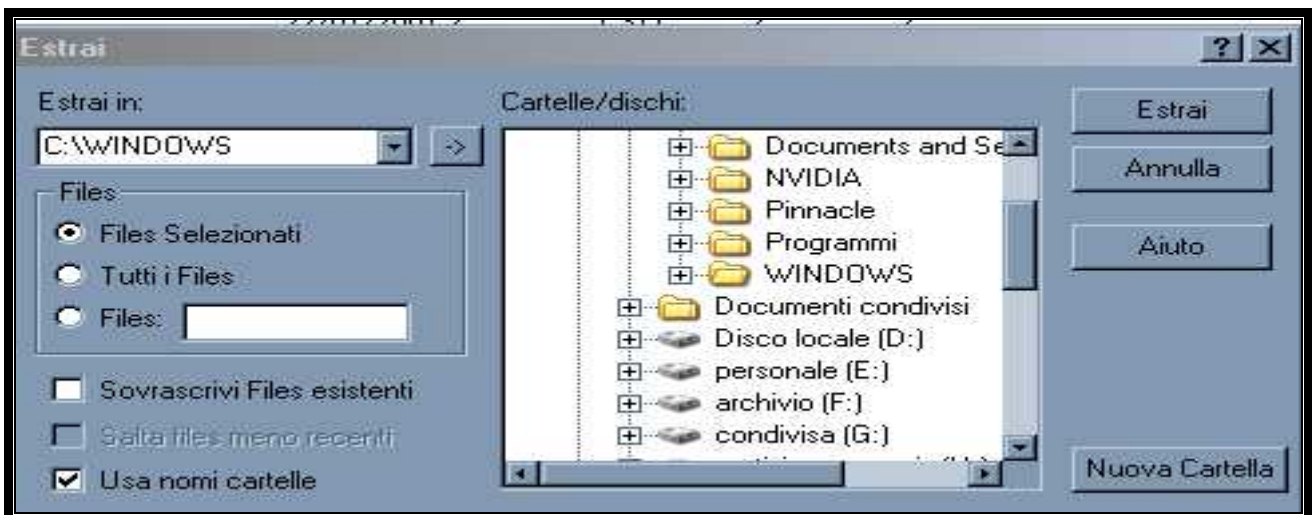 Estrai
Estrai in:
C:\WINDOWS
->
Files
Files Selezionati
Tutti i Files
Files:
Sovrascrivi Files esistenti
Salta files meno recenti
Usa nomi cartelle
Cartelle/dischi:
Documents and Se
NVIDIA
Pinnacle
Programmi
WINDOWS
Documenti condivisi
Disco locale (D:)
personale (E:)
archivio (F:)
condivisa (G:)
Estrai
Annulla
Aiuto
Nuova Cartella